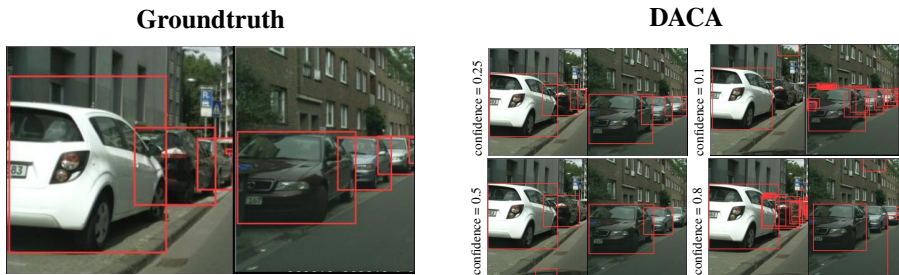 Groundtruth
DACA
confidence = 0.25
confidence = 0.1
confidence = 0.5
confidence = 0.8